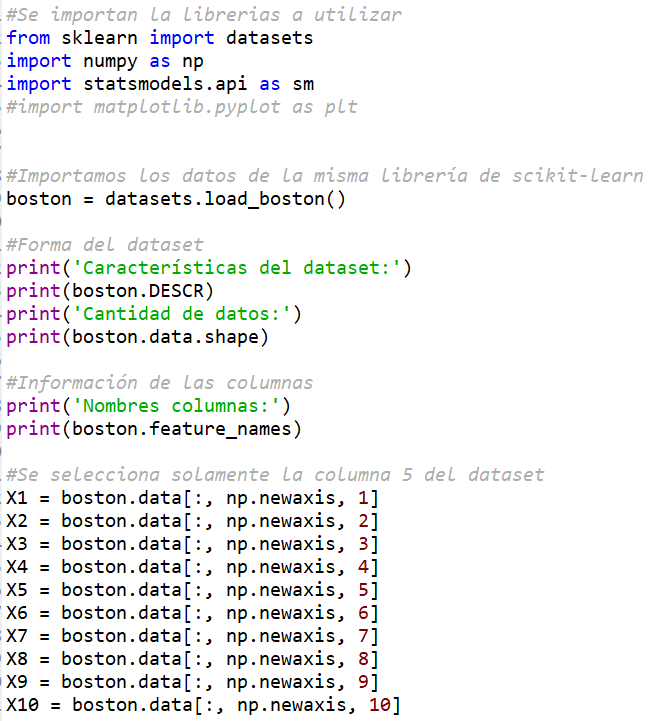 #Se importan la librerias a utilizar
from sklearn import datasets
import numpy as np
import statsmodels.api as sm
#import matplotlib.pyplot as plt
#Importamos los datos de la misma librería de scikit-learn
boston = datasets.load_boston()
#Forma del dataset
print('Características del dataset:')
print(boston.DESCR)
print('Cantidad de datos:')
print(boston.data.shape)
#Información de las columnas
print('Nombres columnas:')
print(boston.feature_names)
#Se selecciona solamente la columna 5 del dataset
X1 = boston.data[:, np.newaxis, 1]
X2 = boston.data[:, np.newaxis, 2]
X3 = boston.data[:, np.newaxis, 3]
X4 = boston.data[:, np.newaxis, 4]
X5 = boston.data[:, np.newaxis, 5]
X6 = boston.data[:, np.newaxis, 6]
X7 = boston.data[:, np.newaxis, 7]
X8 = boston.data[:, np.newaxis, 8]
X9 = boston.data[:, np.newaxis, 9]
X10 = boston.data[:, np.newaxis, 10]